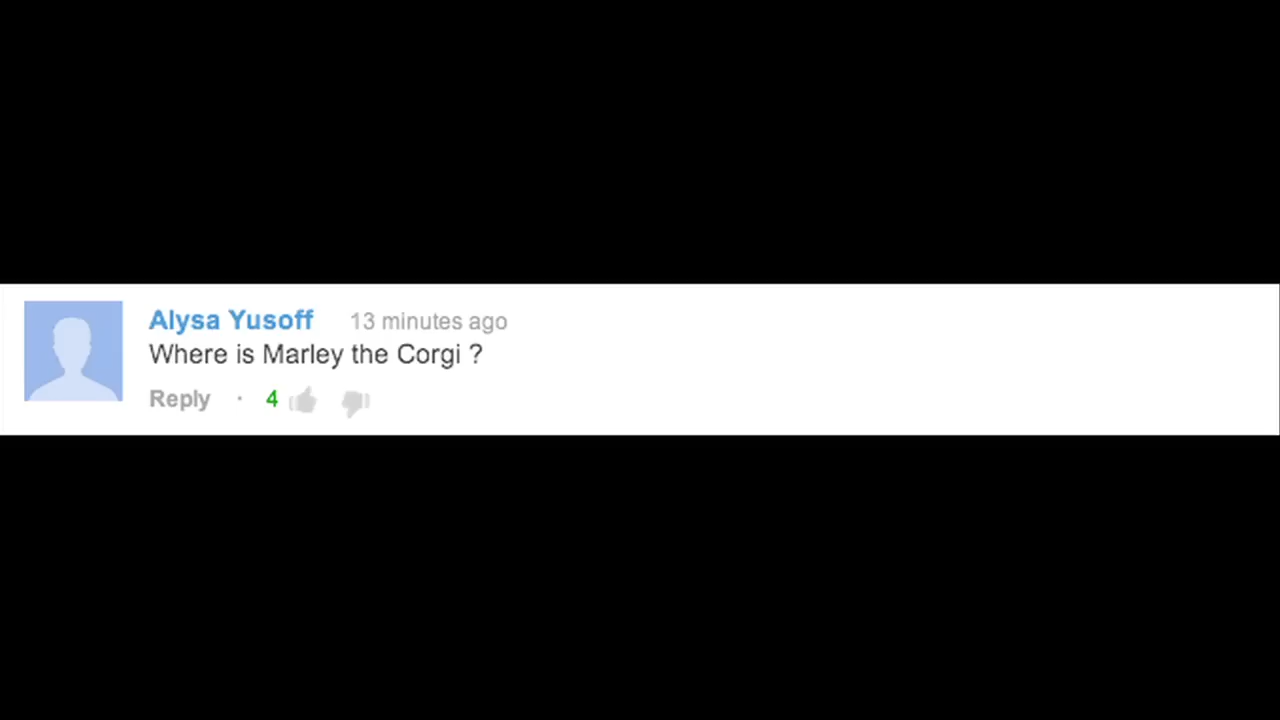 Alysa Yusoff 13 minutes ago
Where is Marley the Corgi ?
Reply · 4